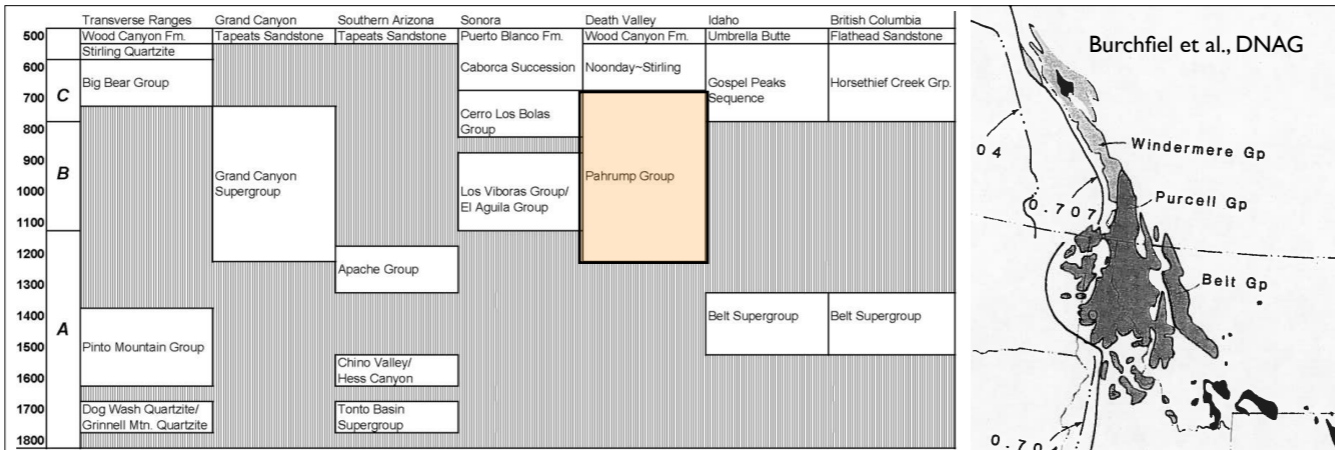 Transverse Ranges Grand Canyon Southern Arizona Sonora Death Valley Idaho British Columbia
500 Wood Canyon Fm. Tapeats Sandstone Tapeats Sandstone Puerto Blanco Fm. Wood Canyon Fm. Umbrella Butte Flathead Sandstone
Stirling Quartzite
600 Big Bear Group Caborca Succession Noonday~Stirling
C Gospel Peaks Sequence Horsethief Creek Grp.
700
Cerro Los Bolas Group
800
900
B Grand Canyon Supergroup Los Viboras Group/ El Aguila Group Pahrump Group
1000
1100
1200
Apache Group
1300
1400
A Belt Supergroup Belt Supergroup
1500 Pinto Mountain Group
Chino Valley/
1600 Hess Canyon
1700 Dog Wash Quartzite/ Tonto Basin
Grinnell Mtn. Quartzite Supergroup
1800
Burchfiel et al., DNAG
Windermere Gp
04
Purcell Gp
0.707
Belt Gp
0.70